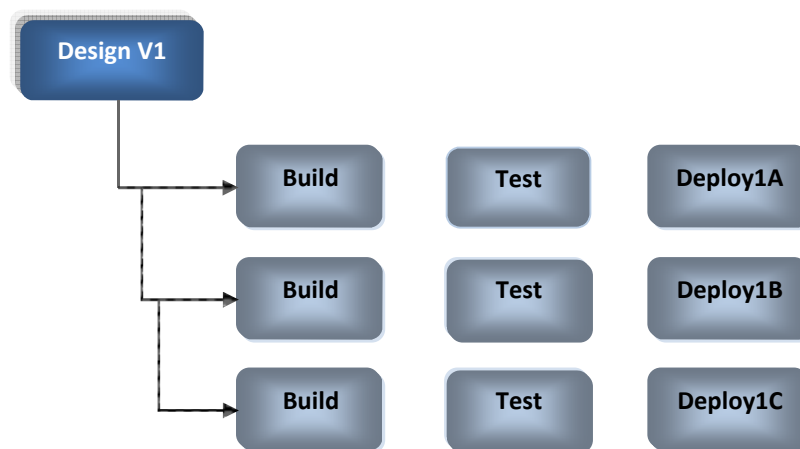 Design V1
Build Test Deploy1A
Build Test Deploy1B
Build Test Deploy1C